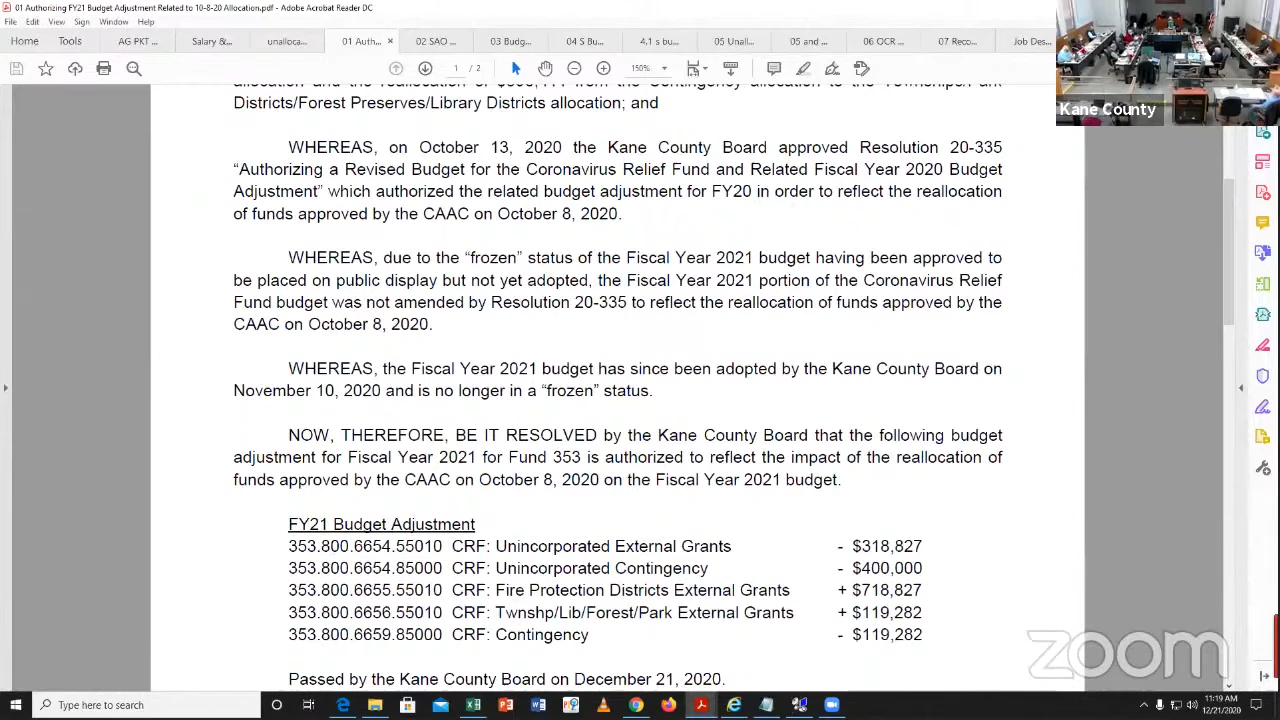 01 Authorizing FY21 Budget Adjustment Related to 10-8-20 Allocation.pdf - Adobe Acrobat Reader DC
File Edit View Sign Window Help
Home Tools AG PKT ... Salary &... unalloca... 01 Auth... × 02 SAO ... 03 Budg... 04 S Bu... 4,1 s bu... 05 Unall... 05 and ... 06 OCR ... 07 Reco... Job Des...
/ 2 150%
Kane County
Districts/Forest Preserves/Library Districts allocation; and
WHEREAS, on October 13, 2020 the Kane County Board approved Resolution 20-335
“Authorizing a Revised Budget for the Coronavirus Relief Fund and Related Fiscal Year 2020 Budget
Adjustment” which authorized the related budget adjustment for FY20 in order to reflect the reallocation
of funds approved by the CAAC on October 8, 2020.
WHEREAS, due to the “frozen” status of the Fiscal Year 2021 budget having been approved to
be placed on public display but not yet adopted, the Fiscal Year 2021 portion of the Coronavirus Relief
Fund budget was not amended by Resolution 20-335 to reflect the reallocation of funds approved by the
CAAC on October 8, 2020.
WHEREAS, the Fiscal Year 2021 budget has since been adopted by the Kane County Board on
November 10, 2020 and is no longer in a “frozen” status.
NOW, THEREFORE, BE IT RESOLVED by the Kane County Board that the following budget
adjustment for Fiscal Year 2021 for Fund 353 is authorized to reflect the impact of the reallocation of
funds approved by the CAAC on October 8, 2020 on the Fiscal Year 2021 budget.
FY21 Budget Adjustment
353.800.6654.55010 CRF: Unincorporated External Grants - $318,827
353.800.6654.85000 CRF: Unincorporated Contingency - $400,000
353.800.6655.55010 CRF: Fire Protection Districts External Grants + $718,827
353.800.6656.55010 CRF: Twnshp/Lib/Forest/Park External Grants + $119,282
353.800.6659.85000 CRF: Contingency - $119,282
Passed by the Kane County Board on December 21, 2020.
zoom
Type here to search
11:19 AM
12/21/2020